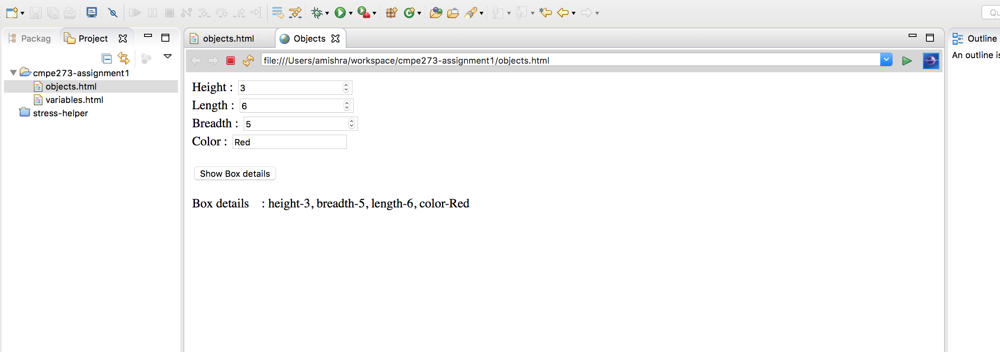 Qu
Packag Project
objects.html Objects
Outline
file:///Users/amishra/workspace/cmpe273-assignment1/objects.html
An outline is
cmpe273-assignment1
objects.html
variables.html
stress-helper
Height : 3
Length : 6
Breadth : 5
Color : Red
Show Box details
Box details : height-3, breadth-5, length-6, color-Red